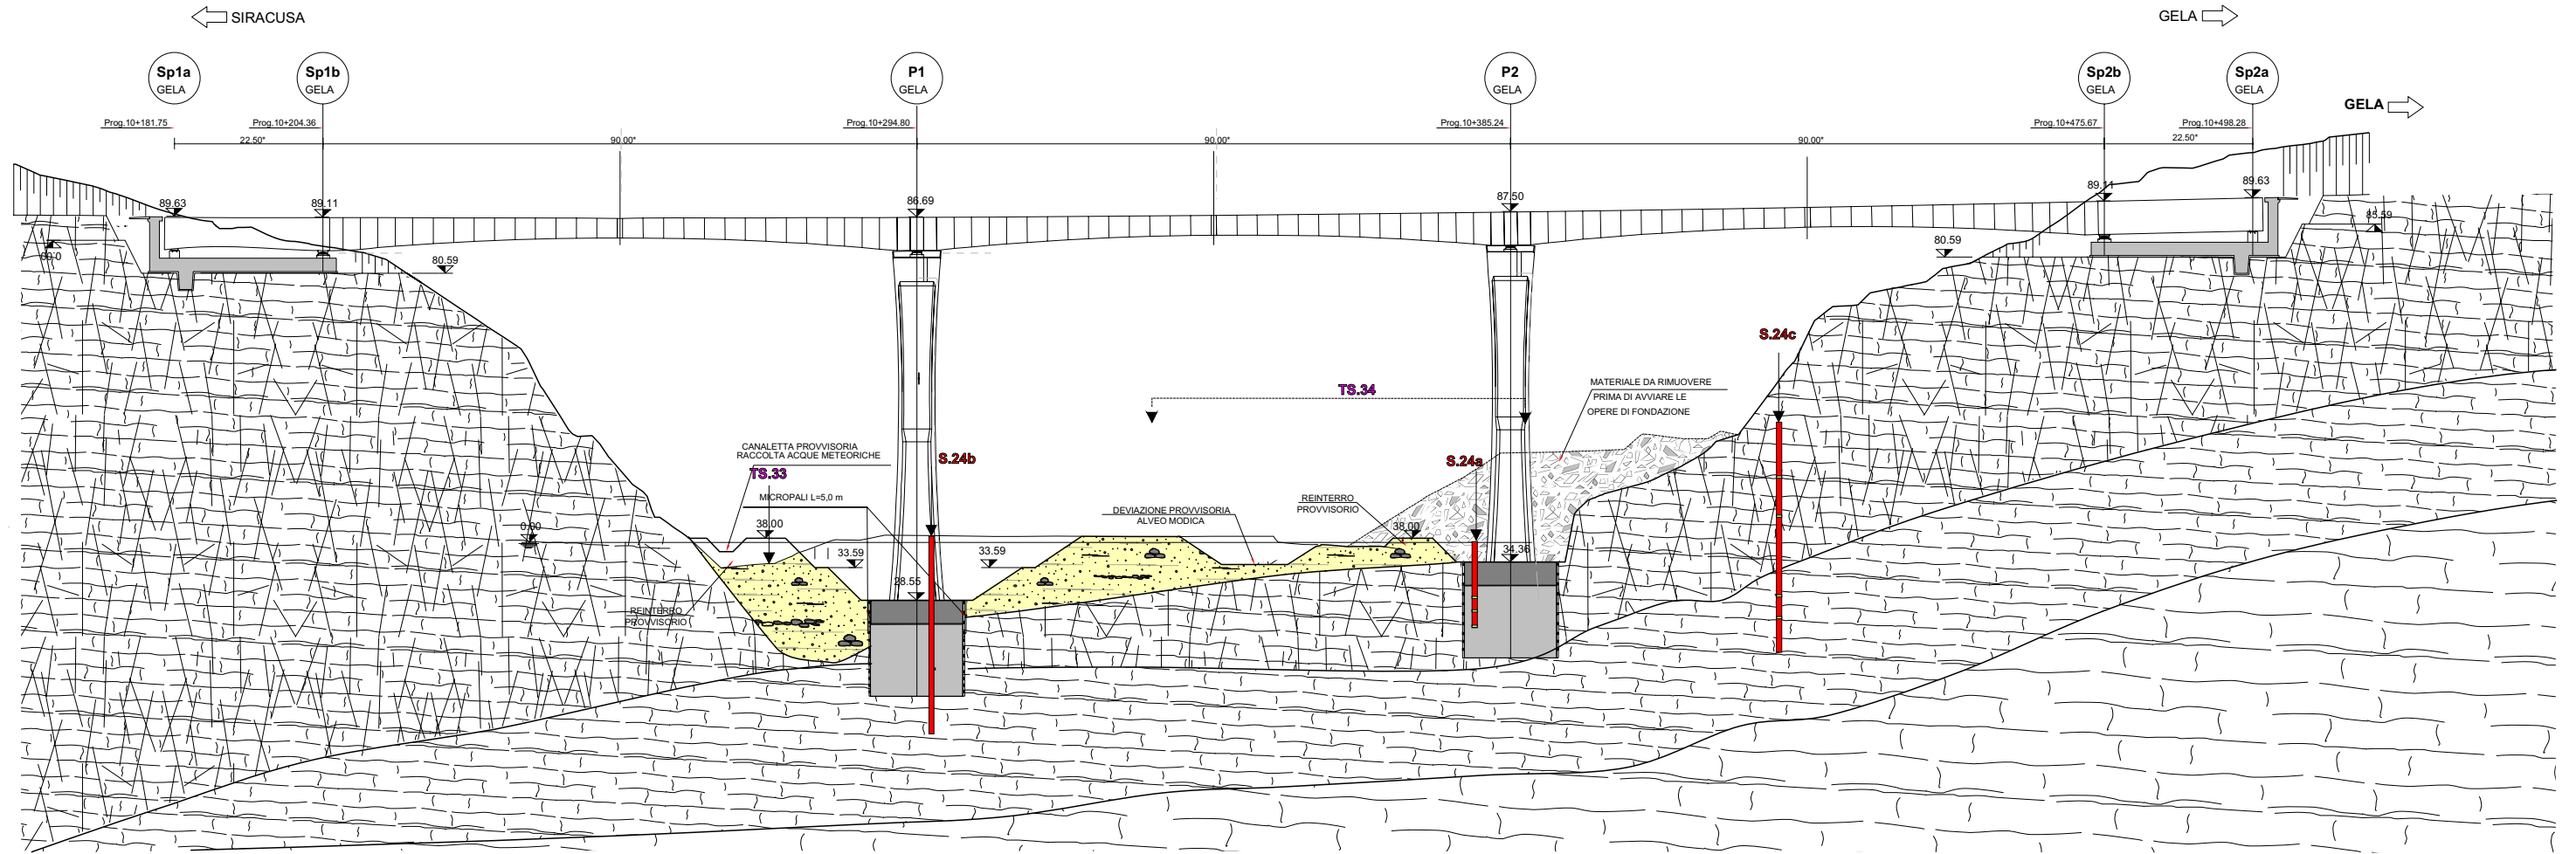 SIRACUSA
GELA
Sp1a
GELA
Sp1b
GELA
P1
GELA
P2
GELA
Sp2b
GELA
Sp2a
GELA
GELA
Prog.10+181.75
Prog.10+204.36
Prog.10+294.80
Prog.10+385.24
Prog.10+475.67
Prog.10+498.28
22.50*
90.00*
90.00*
90.00*
22.50*
89.63
89.11
86.69
87.50
89.11
89.63
85.59
80.59
80.59
S.24c
TS.34
MATERIALE DA RIMUOVERE
PRIMA DI AVVIARE LE
OPERE DI FONDAZIONE
CANALETTA PROVVISORIA
RACCOLTA ACQUE METEORICHE
TS.33
S.24b
S.24a
MICROPALI L=5,0 m
REINTERRO
PROVVISORIO
DEVIAZIONE PROVVISORIA
ALVEO MODICA
0.00
38.00
38.00
33.59
33.59
34.36
28.55
REINTERRO
PROVVISORIO